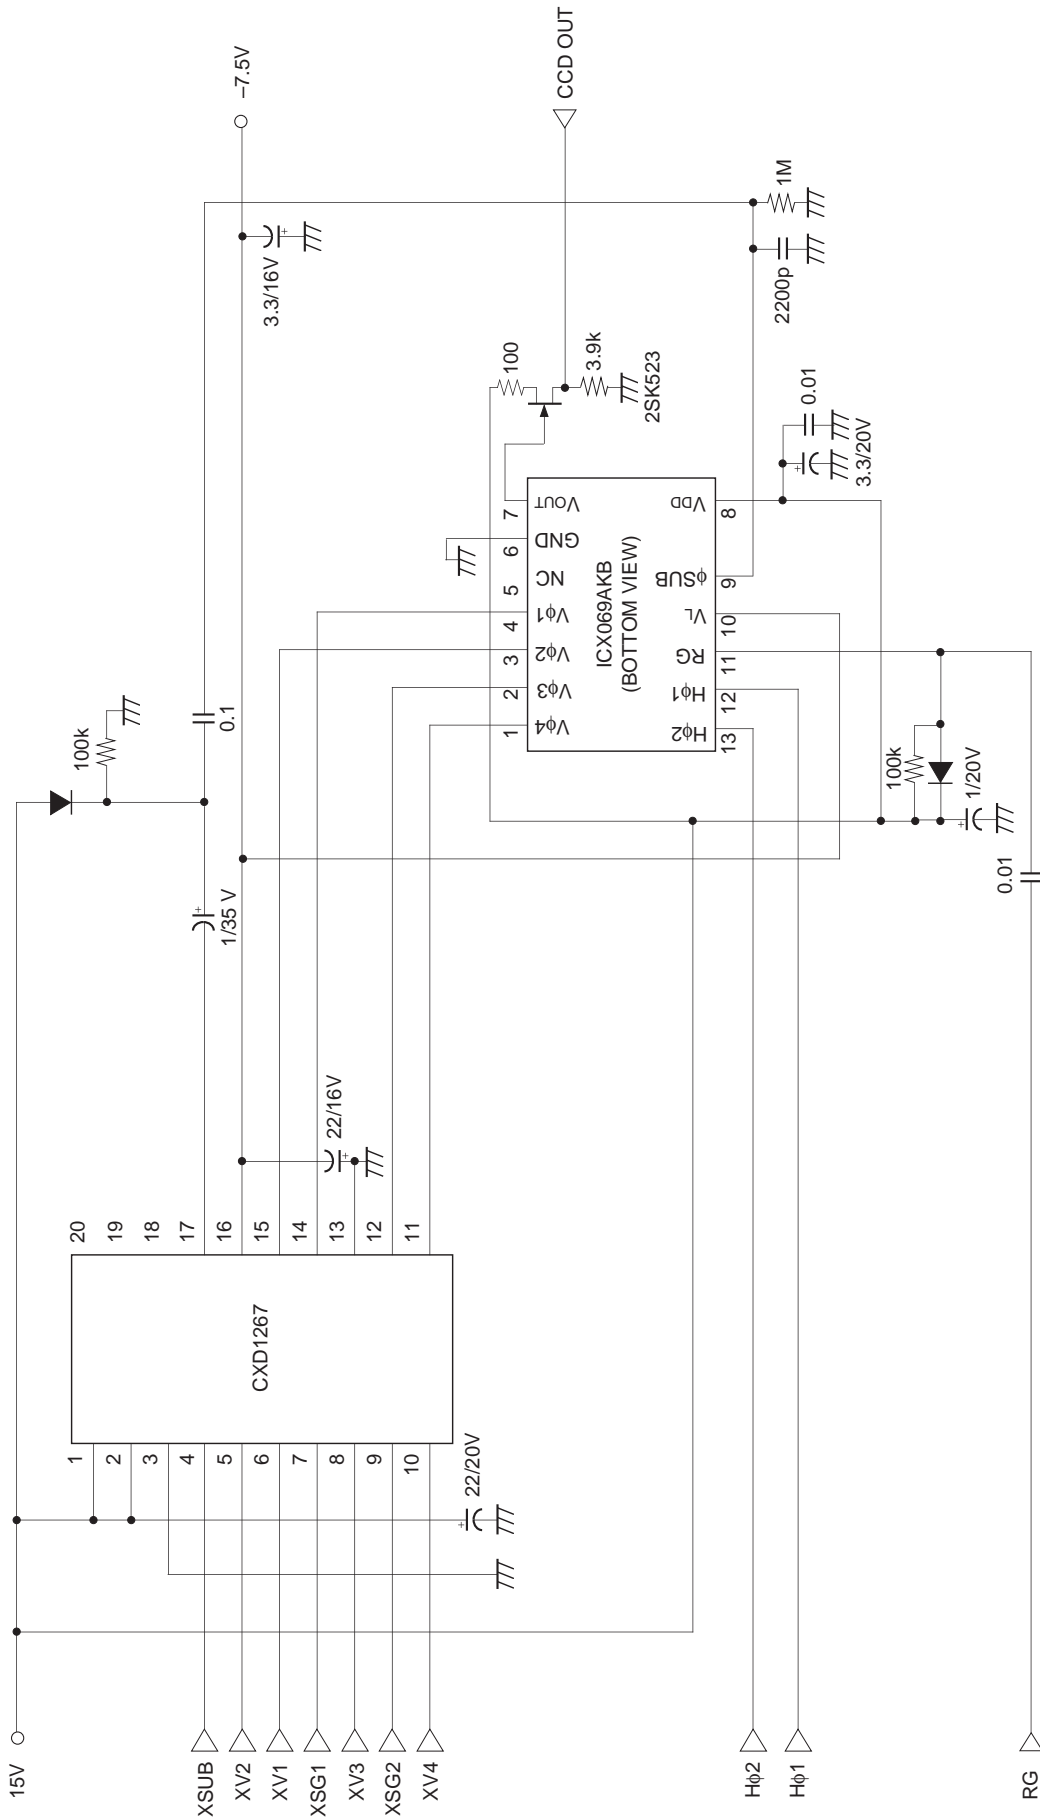 15V
XSUB
XV2
XV1
XSG1
XV3
XSG2
XV4
Hϕ2
Hϕ1
RG
22/20V
1
2
3
4
5
6
7
8
9
10
CXD1267
20
19
18
17
16
15
14
13
12
11
22/16V
1/35 V
100k
0.1
3.3/16V
–7.5V
CCD OUT
100
3.9k
2SK523
1
2
3
4
5
6
7
Vϕ4
Vϕ3
Vϕ2
Vϕ1
NC
GND
VOUT
ICX069AKB
(BOTTOM VIEW)
Hϕ2
Hϕ1
RG
VL
ϕSUB
VDD
13
12
11
10
9
8
100k
1/20V
0.01
3.3/20V
0.01
2200p
1M